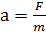 a = F/m